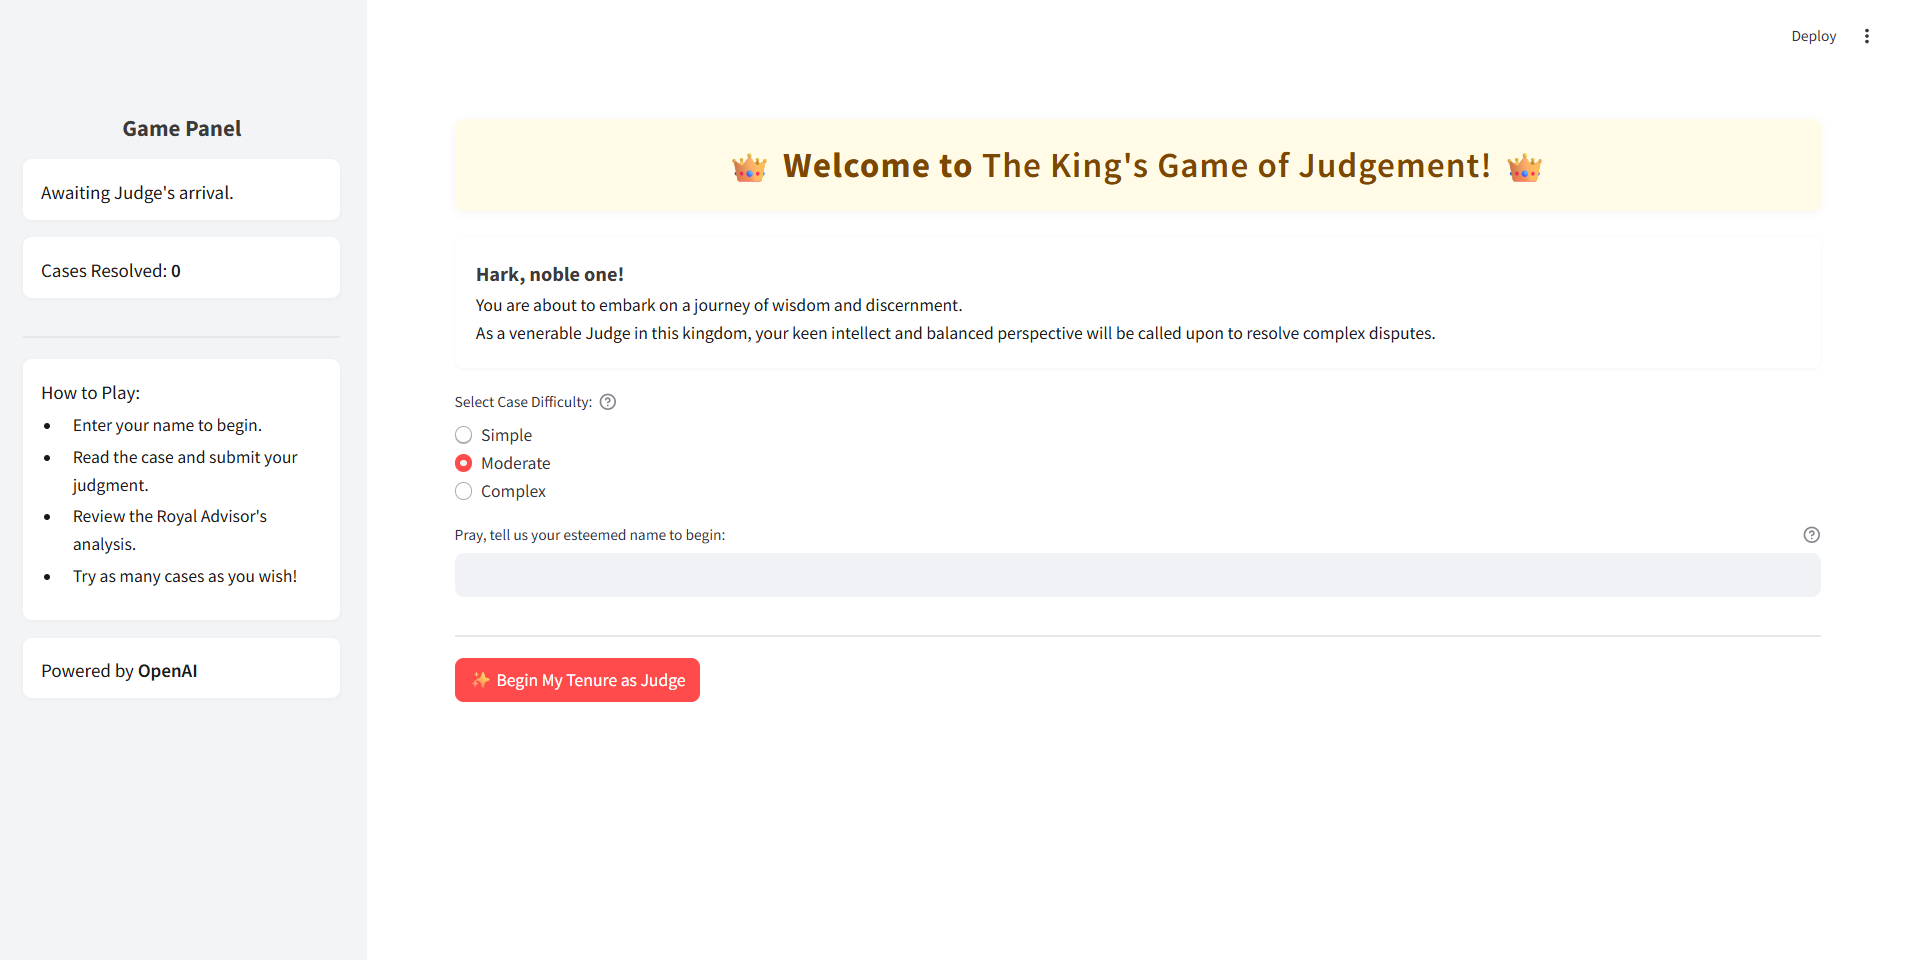 Deploy
Game Panel
Awaiting Judge's arrival.
Cases Resolved: 0
How to Play:
Enter your name to begin.
Read the case and submit your
judgment.
Review the Royal Advisor's
analysis.
Try as many cases as you wish!
Powered by OpenAI
👑 Welcome to The King's Game of Judgement! 👑
Hark, noble one!
You are about to embark on a journey of wisdom and discernment.
As a venerable Judge in this kingdom, your keen intellect and balanced perspective will be called upon to resolve complex disputes.
Select Case Difficulty:
Simple
Moderate
Complex
Pray, tell us your esteemed name to begin:
✨ Begin My Tenure as Judge